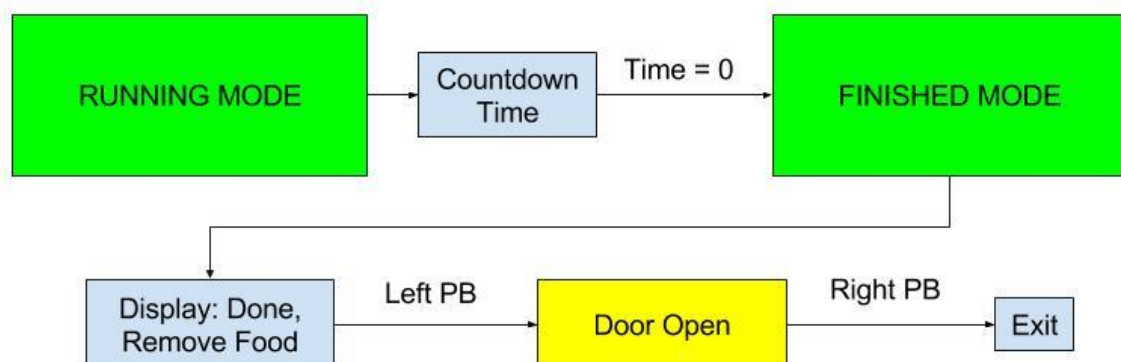 RUNNING MODE
Countdown
Time
Time = 0
FINISHED MODE
Display: Done,
Remove Food
Left PB
Door Open
Right PB
Exit